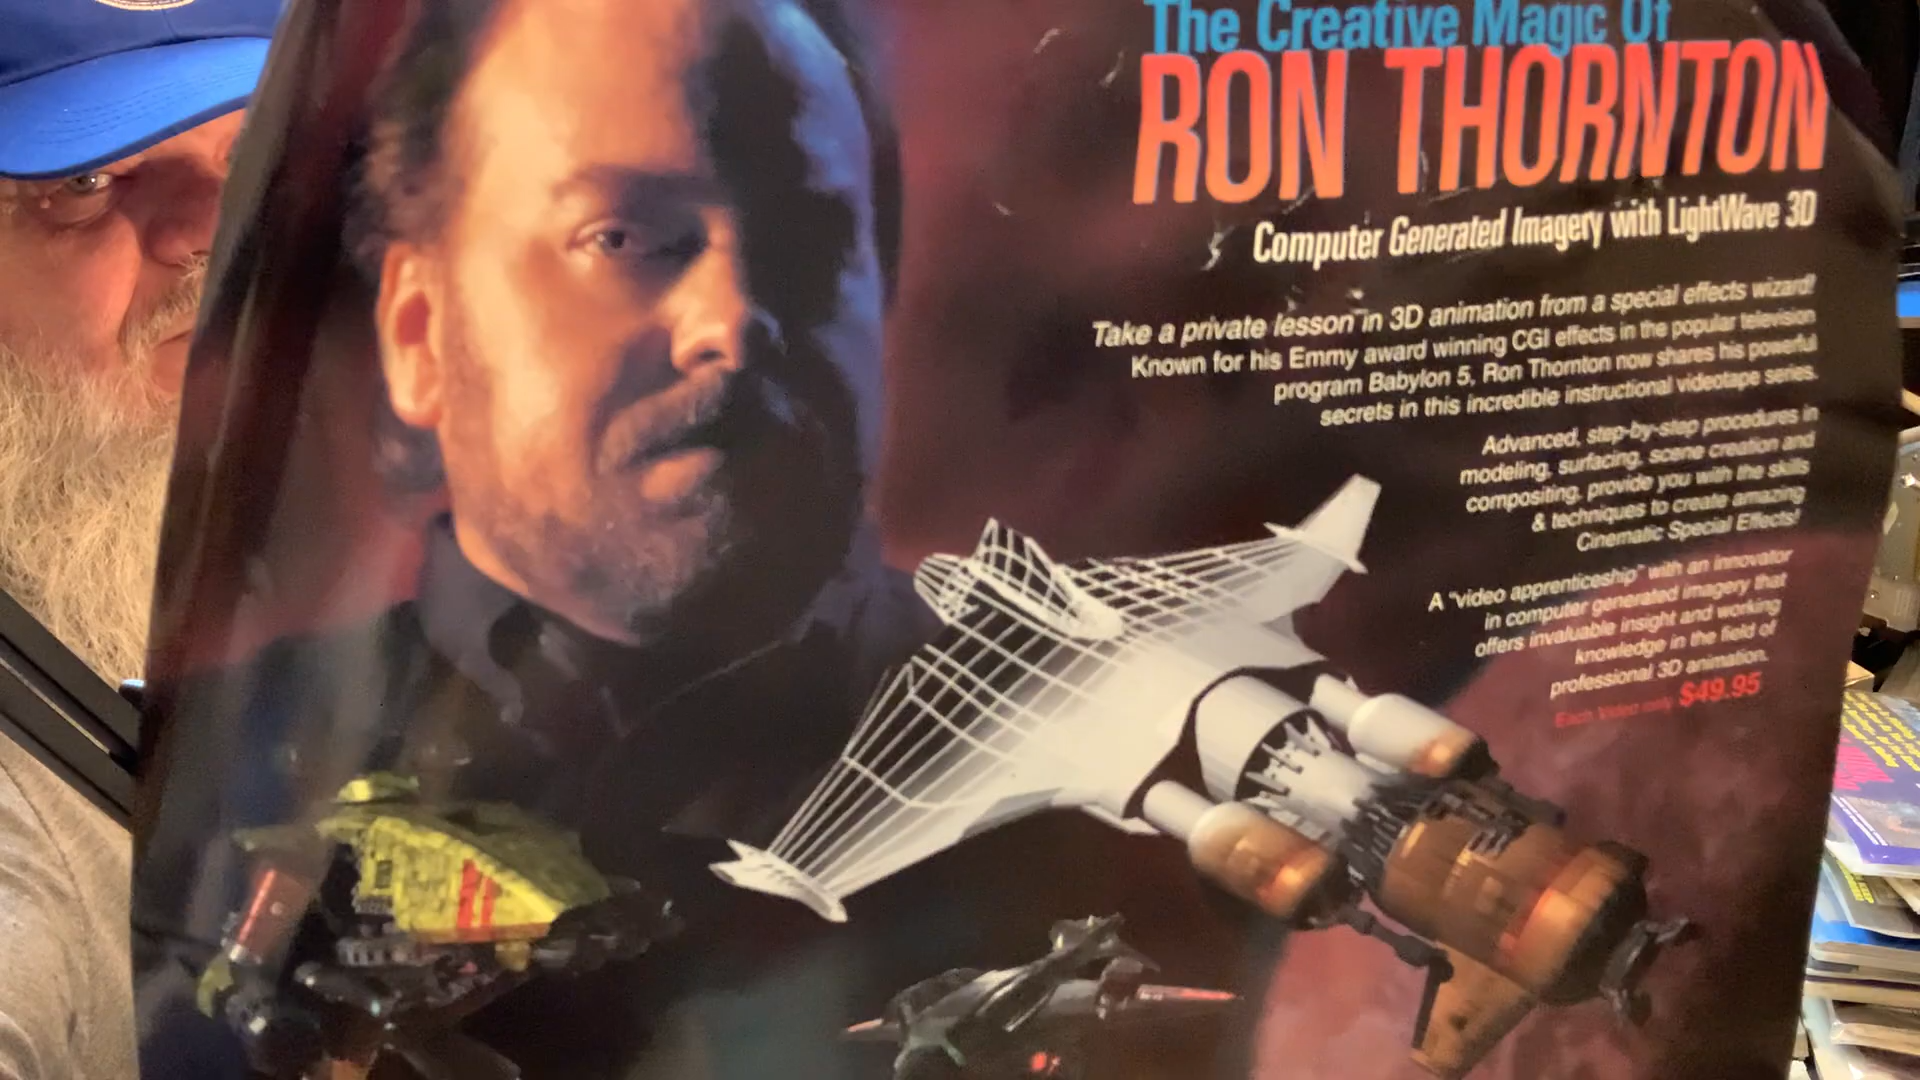 The Creative Magic Of
RON THORNTON
Computer Generated Imagery with LightWave 3D
Take a private lesson in 3D animation from a special effects wizard!
Known for his Emmy award winning CGI effects in the popular television
program Babylon 5, Ron Thornton now shares his powerful
secrets in this incredible instructional videotape series.
Advanced, step-by-step procedures in
modeling, surfacing, scene creation and
compositing, provide you with the skills
& techniques to create amazing
Cinematic Special Effects!
A "video apprenticeship" with an innovator
in computer generated imagery that
offers invaluable insight and working
knowledge in the field of
professional 3D animation.
Each Video only $49.95